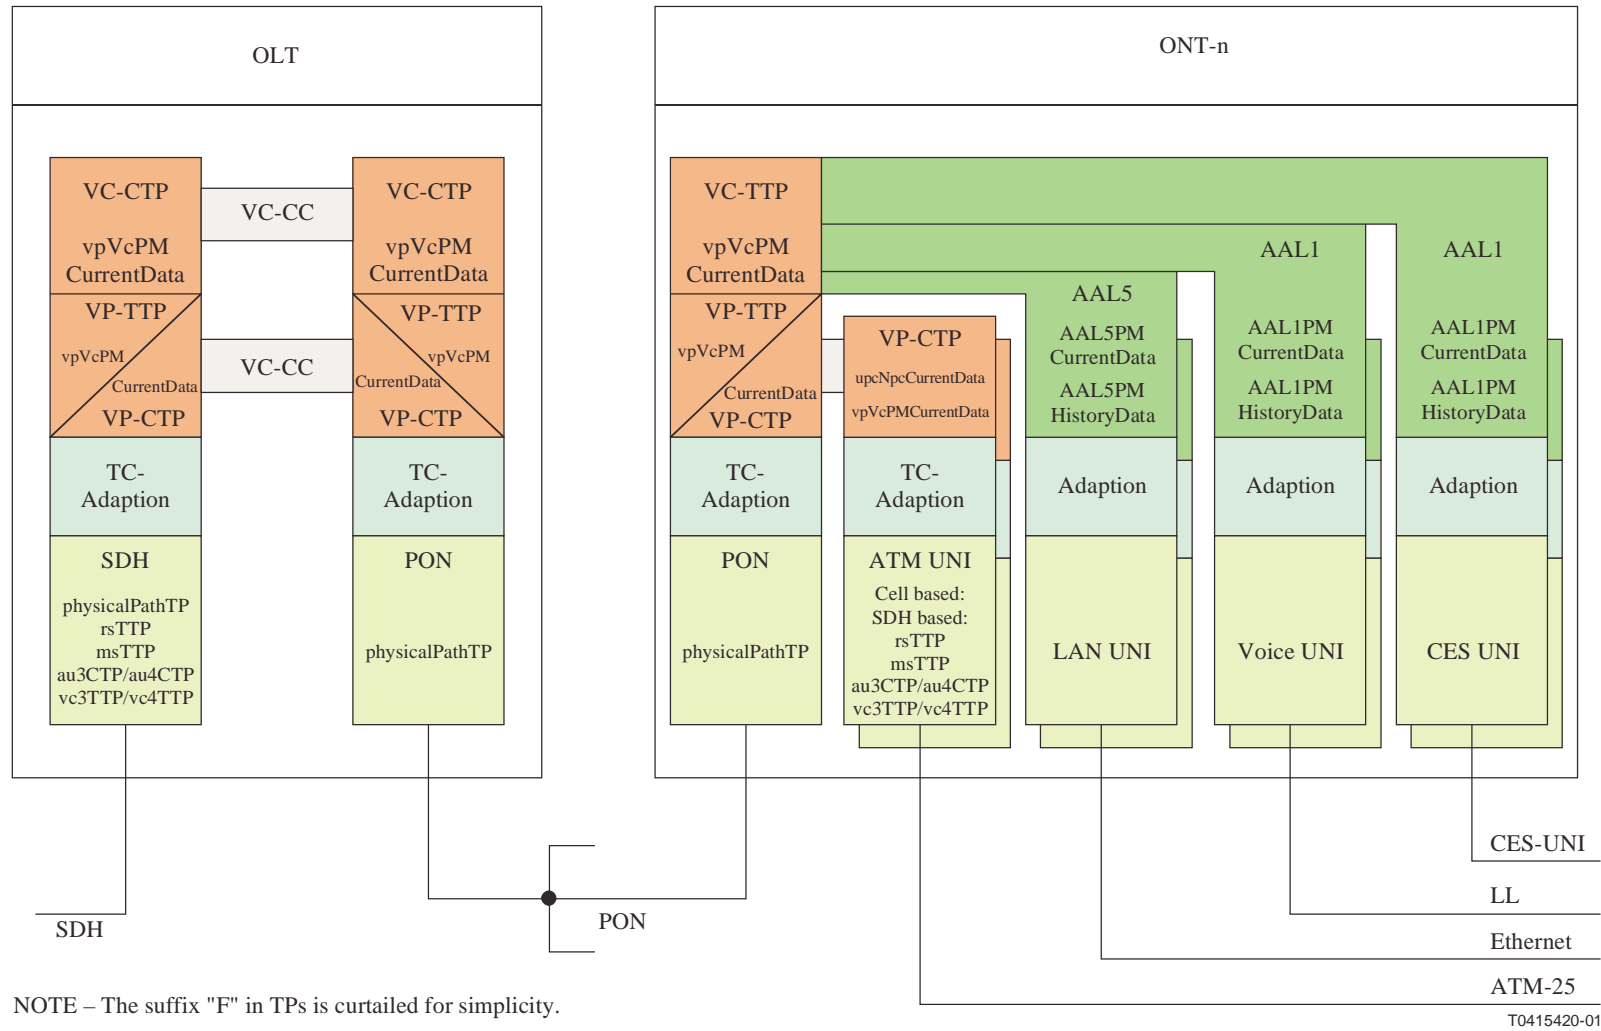 OLT
ONT-n
VC-CTP
vpVcPM
CurrentData
VP-TTP
vpVcPM
CurrentData
VP-CTP
TC-
Adaption
SDH
physicalPathTP
rsTTP
msTTP
au3CTP/au4CTP
vc3TTP/vc4TTP
VC-CC
VC-CC
VC-CTP
vpVcPM
CurrentData
VP-TTP
vpVcPM
CurrentData
VP-CTP
TC-
Adaption
PON
physicalPathTP
VC-TTP
vpVcPM
CurrentData
VP-TTP
vpVcPM
CurrentData
VP-CTP
TC-
Adaption
PON
physicalPathTP
VP-CTP
upcNpcCurrentData
vpVcPMCurrentData
TC-
Adaption
ATM UNI
Cell based:
SDH based:
rsTTP
msTTP
au3CTP/au4CTP
vc3TTP/vc4TTP
AAL5
AAL5PM
CurrentData
AAL5PM
HistoryData
Adaption
LAN UNI
AAL1
AAL1PM
CurrentData
AAL1PM
HistoryData
Adaption
Voice UNI
AAL1
AAL1PM
CurrentData
AAL1PM
HistoryData
Adaption
CES UNI
CES-UNI
LL
Ethernet
ATM-25
SDH
PON
NOTE – The suffix "F" in TPs is curtailed for simplicity.
T0415420-01